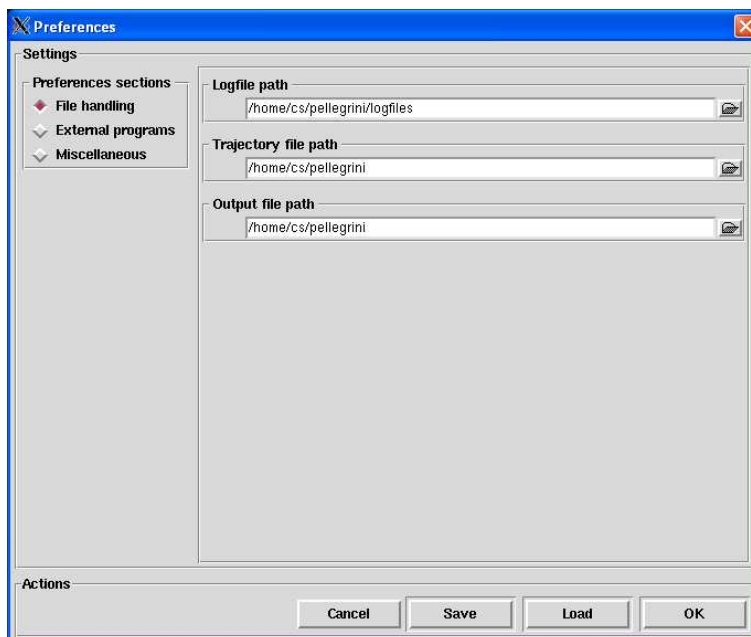 Preferences
Settings
Preferences sections
File handling
External programs
Miscellaneous
Logfile path
/home/cs/pellegrini/logfiles
Trajectory file path
/home/cs/pellegrini
Output file path
/home/cs/pellegrini
Actions
Cancel Save Load OK